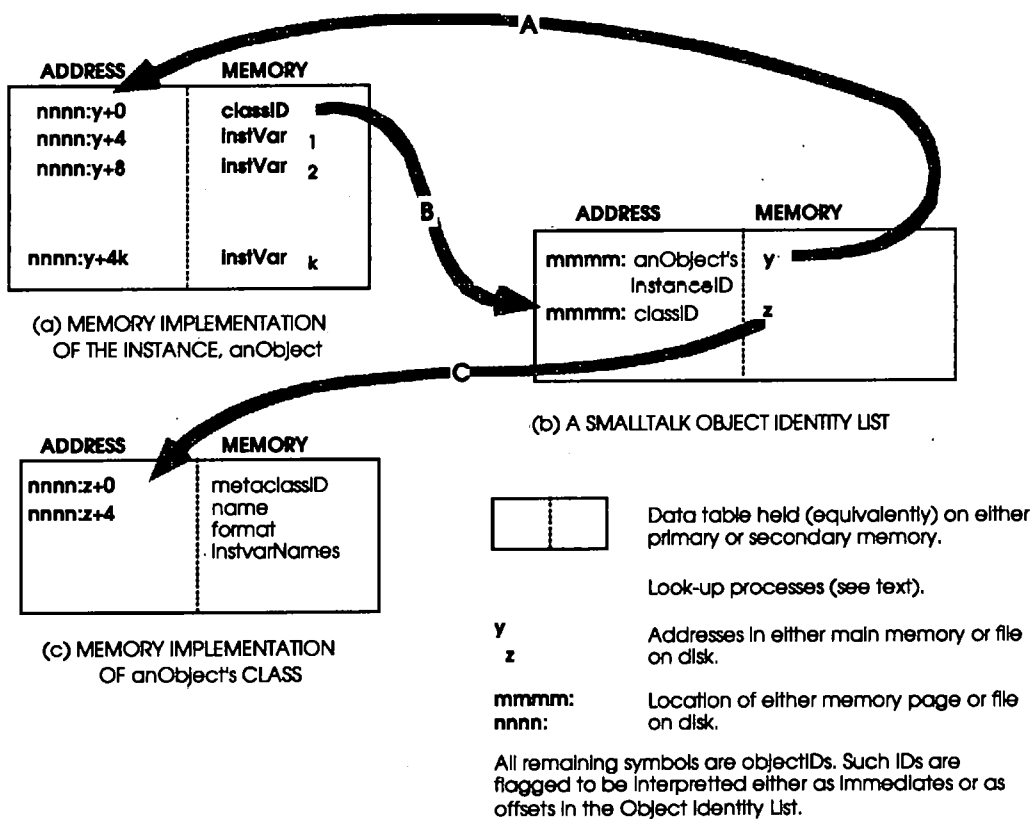 A
ADDRESS MEMORY
nnnn:y+0 classID
nnnn:y+4 instVar 1
nnnn:y+8 instVar 2
nnnn:y+4k instVar k
(a) MEMORY IMPLEMENTATION
OF THE INSTANCE, anObject
B
ADDRESS MEMORY
mmmm: anObject's y
instanceID
mmmm: classID z
(b) A SMALLTALK OBJECT IDENTITY LIST
C
ADDRESS MEMORY
nnnn:z+0 metaclassID
nnnn:z+4 name
format
InstvarNames
(c) MEMORY IMPLEMENTATION
OF anObject's CLASS
Data table held (equivalently) on either
primary or secondary memory.
Look-up processes (see text).
y Addresses in either main memory or file
z on disk.
mmmm: Location of either memory page or file
nnnn: on disk.
All remaining symbols are objectIDs. Such IDs are
flagged to be interpretted either as immediates or as
offsets in the Object Identity List.